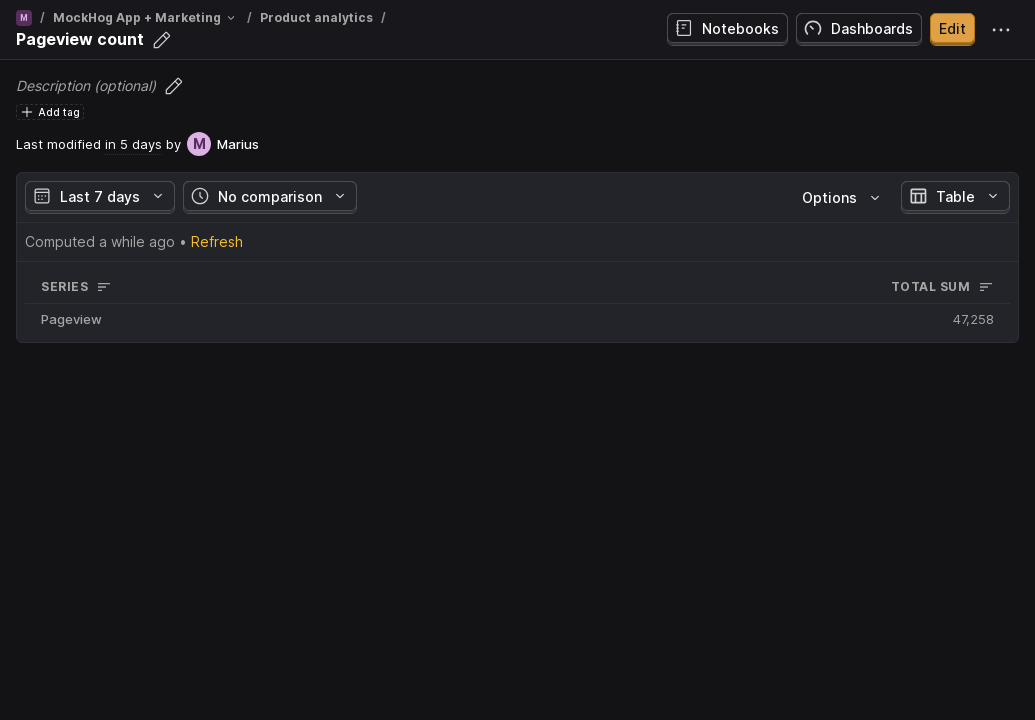 M / MockHog App + Marketing / Product analytics /
Pageview count
Notebooks Dashboards Edit
Description (optional)
Add tag
Last modified in 5 days by M Marius
Last 7 days No comparison Options Table
Computed a while ago • Refresh
SERIES TOTAL SUM
Pageview 47,258